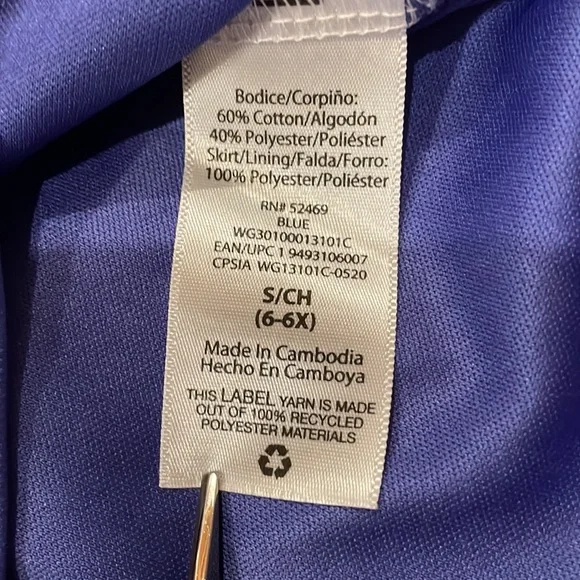 Bodice/Corpiño:
60% Cotton/Algodón
40% Polyester/Poliéster
Skirt/Lining/Falda/Forro:
100% Polyester/Poliéster
RN# 52469
BLUE
WG30100013101C
EAN/UPC 1 9493106007
CPSIA WG13101C-0520
S/CH
(6-6X)
Made In Cambodia
Hecho En Camboya
THIS LABEL YARN IS MADE
OUT OF 100% RECYCLED
POLYESTER MATERIALS